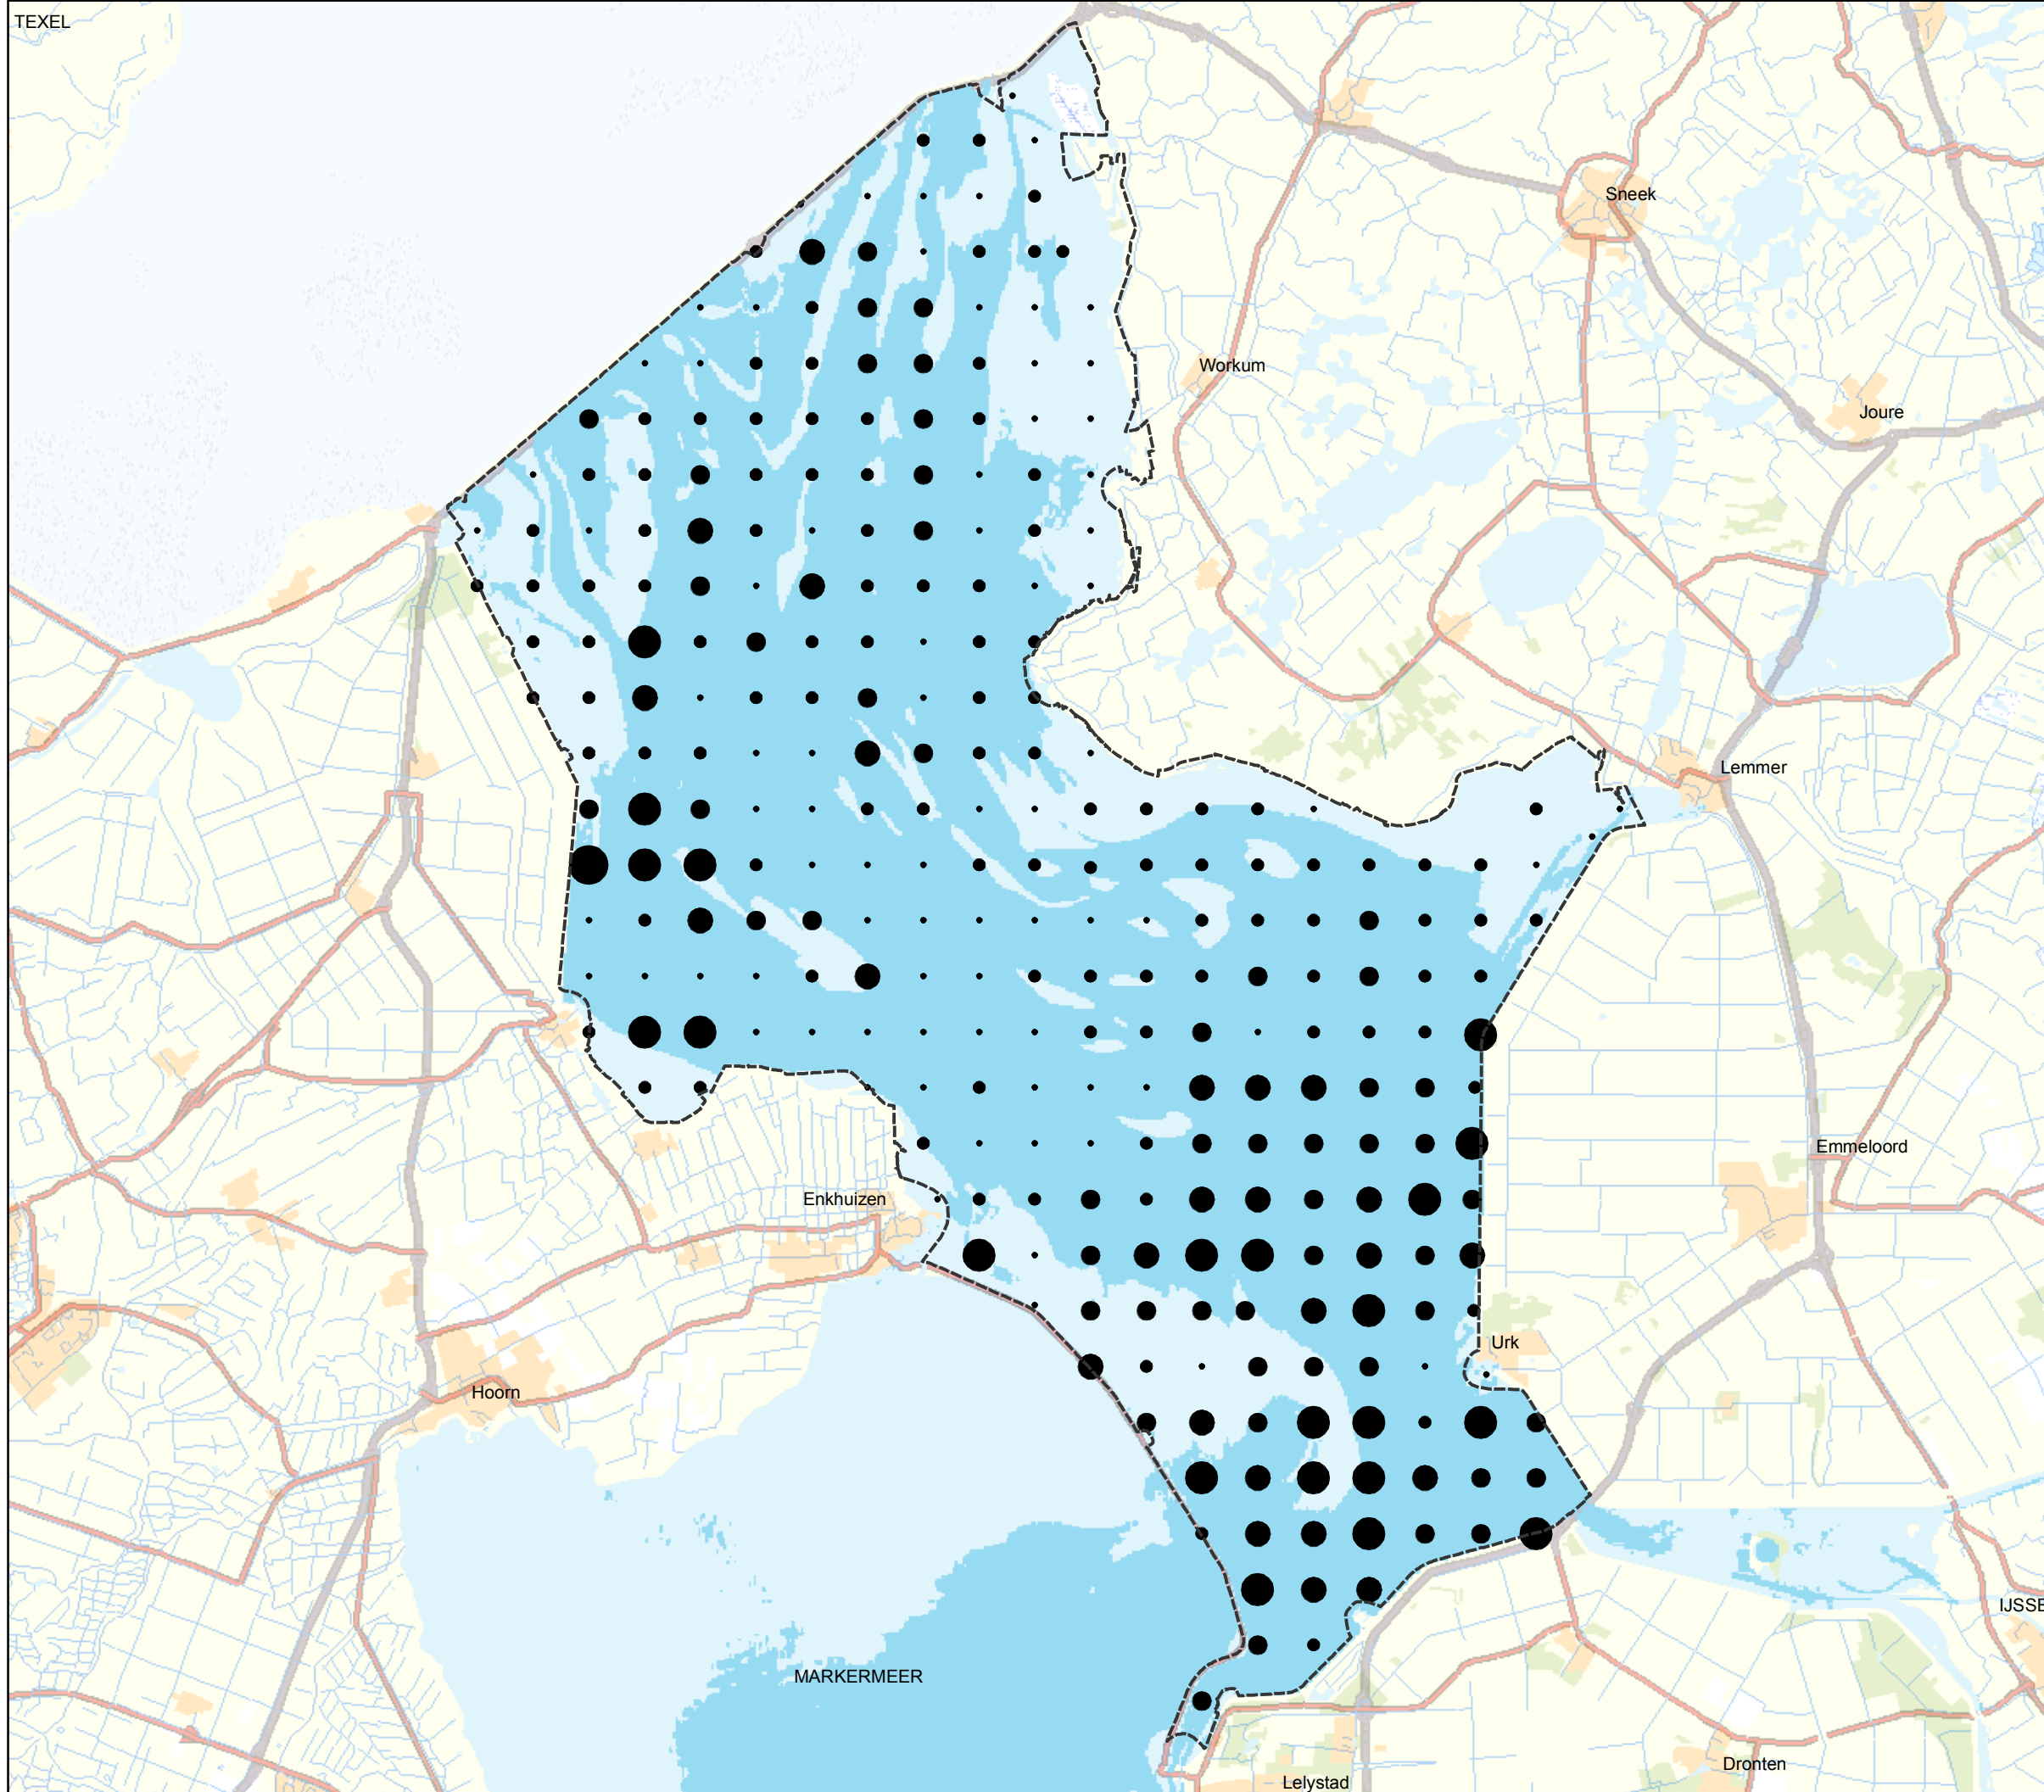 TEXEL
Sneek
Workum
Joure
Lemmer
Emmeloord
Enkhuizen
Urk
Hoorn
IJSSE
MARKERMEER
Dronten
Lelystad